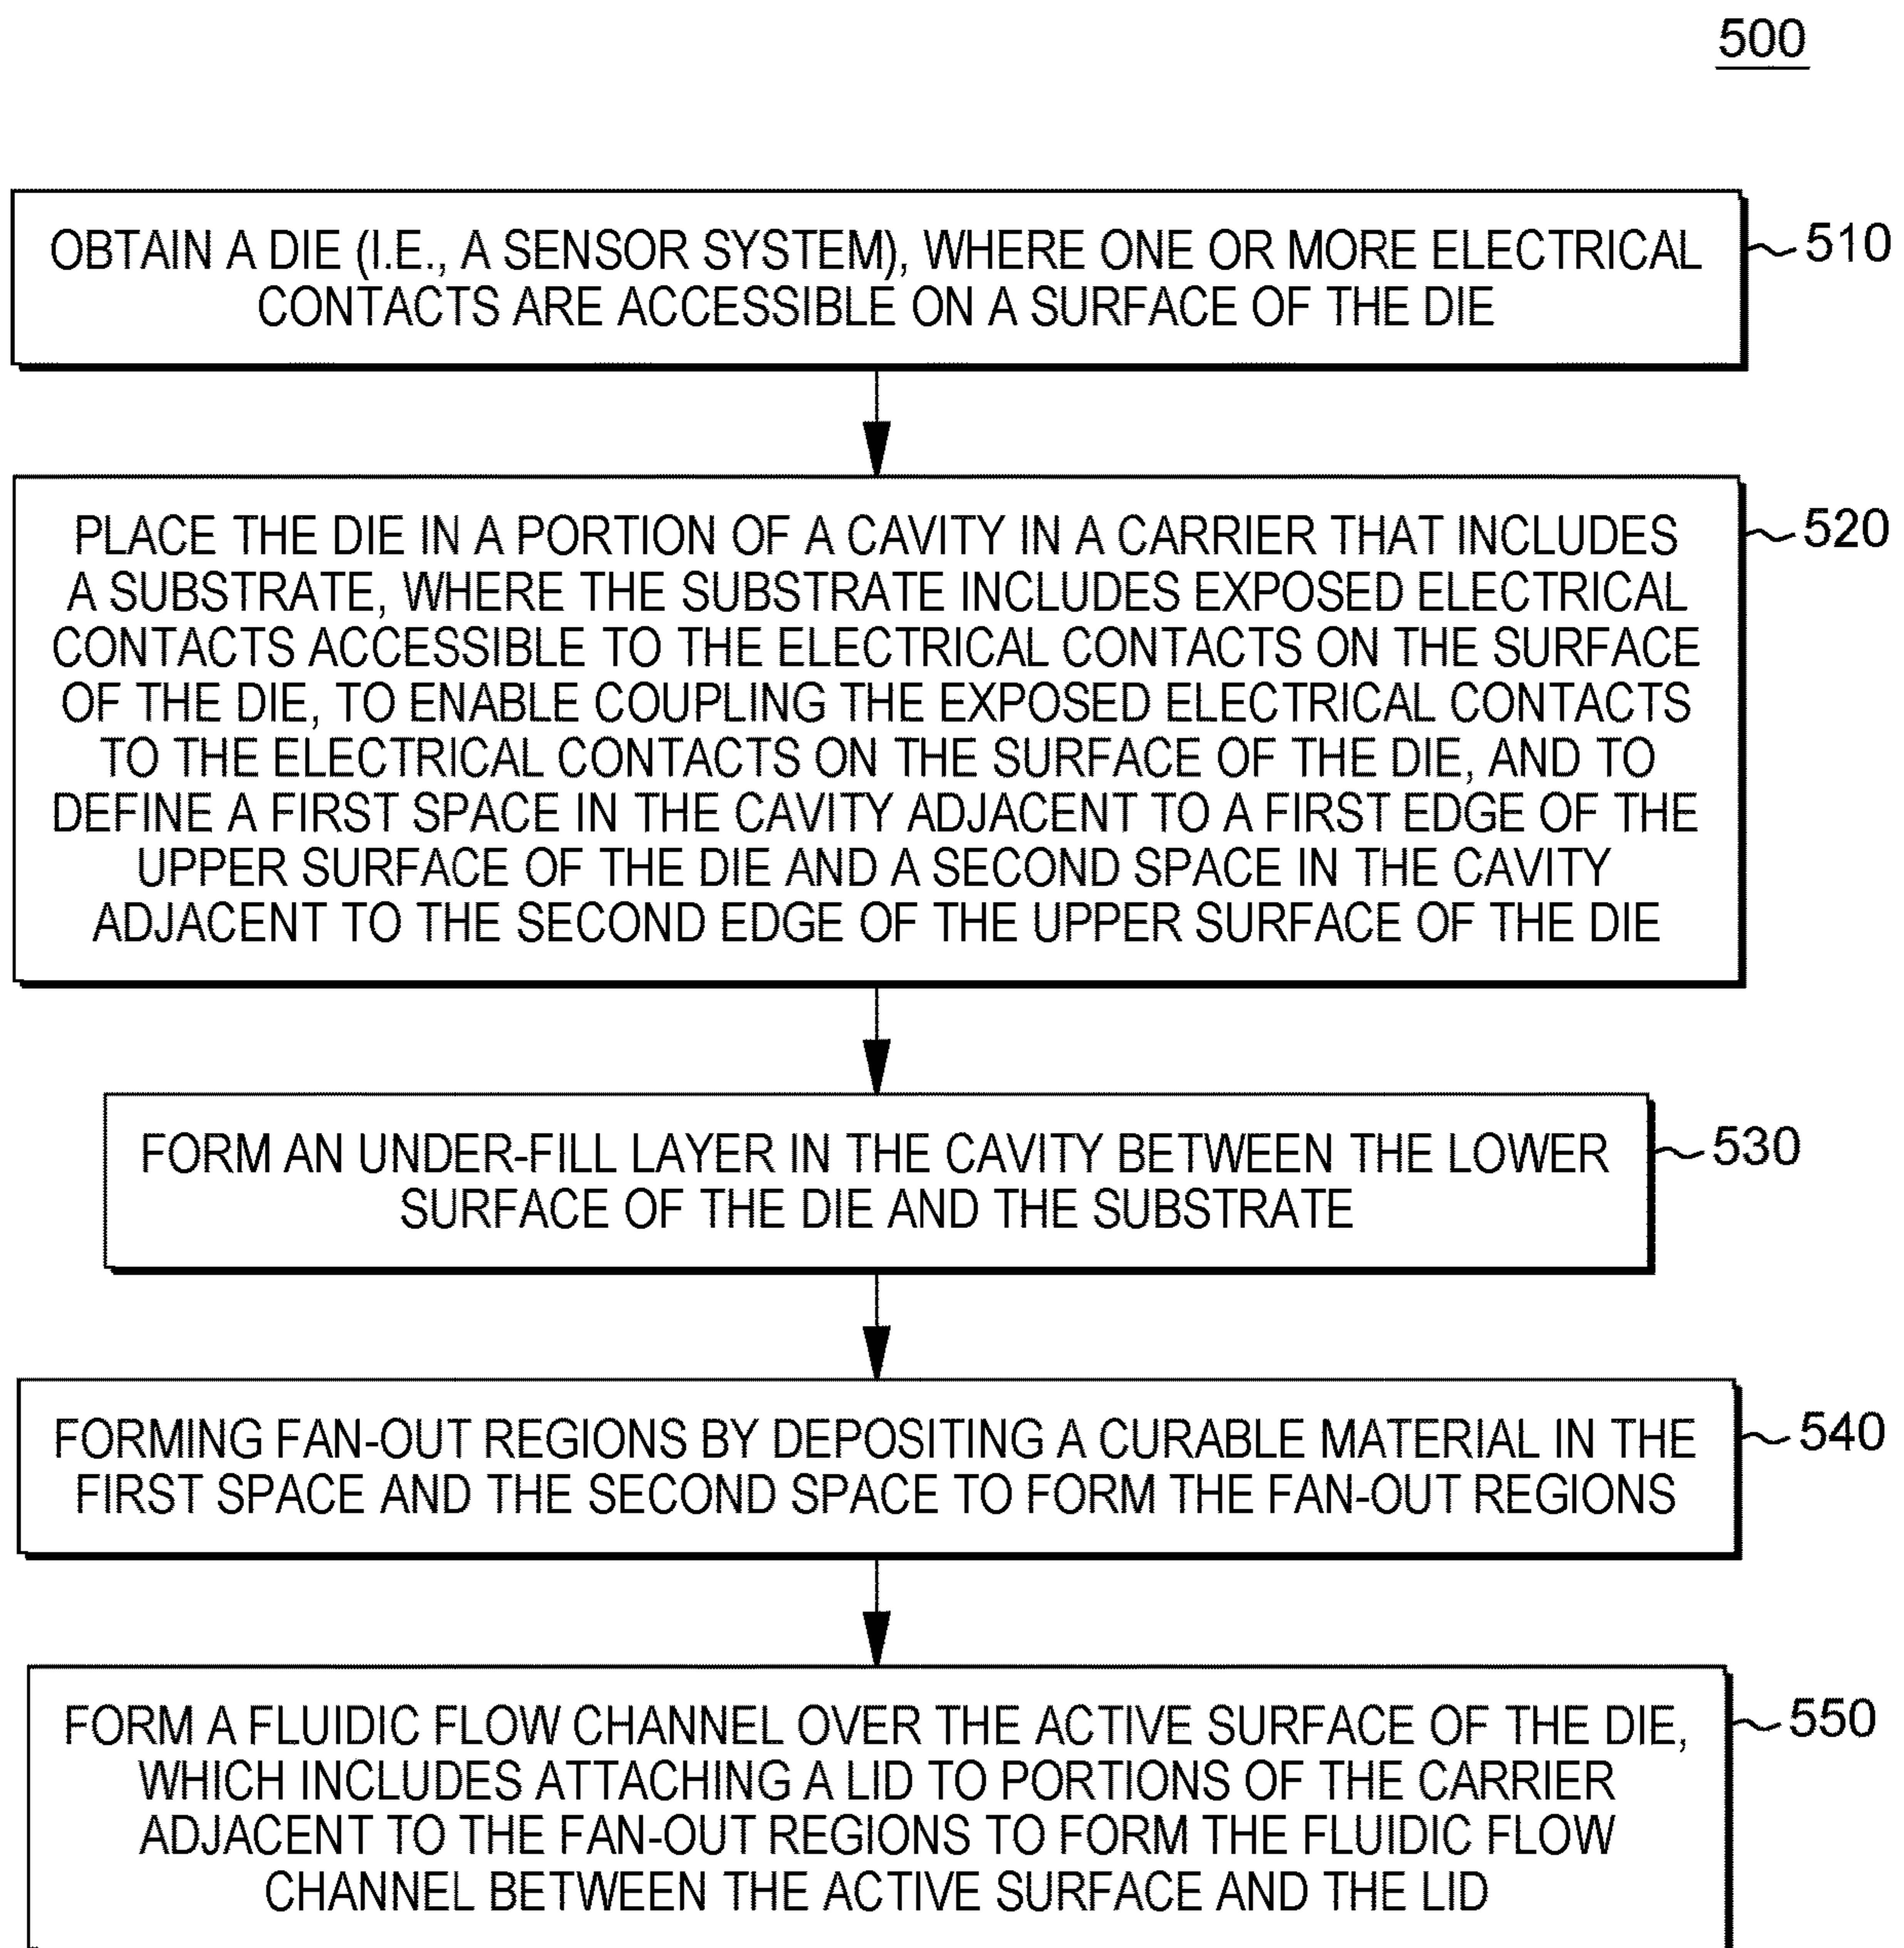 500
OBTAIN A DIE (I.E., A SENSOR SYSTEM), WHERE ONE OR MORE ELECTRICAL
CONTACTS ARE ACCESSIBLE ON A SURFACE OF THE DIE
510
PLACE THE DIE IN A PORTION OF A CAVITY IN A CARRIER THAT INCLUDES
A SUBSTRATE, WHERE THE SUBSTRATE INCLUDES EXPOSED ELECTRICAL
CONTACTS ACCESSIBLE TO THE ELECTRICAL CONTACTS ON THE SURFACE
OF THE DIE, TO ENABLE COUPLING THE EXPOSED ELECTRICAL CONTACTS
TO THE ELECTRICAL CONTACTS ON THE SURFACE OF THE DIE, AND TO
DEFINE A FIRST SPACE IN THE CAVITY ADJACENT TO A FIRST EDGE OF THE
UPPER SURFACE OF THE DIE AND A SECOND SPACE IN THE CAVITY
ADJACENT TO THE SECOND EDGE OF THE UPPER SURFACE OF THE DIE
520
FORM AN UNDER-FILL LAYER IN THE CAVITY BETWEEN THE LOWER
SURFACE OF THE DIE AND THE SUBSTRATE
530
FORMING FAN-OUT REGIONS BY DEPOSITING A CURABLE MATERIAL IN THE
FIRST SPACE AND THE SECOND SPACE TO FORM THE FAN-OUT REGIONS
540
FORM A FLUIDIC FLOW CHANNEL OVER THE ACTIVE SURFACE OF THE DIE,
WHICH INCLUDES ATTACHING A LID TO PORTIONS OF THE CARRIER
ADJACENT TO THE FAN-OUT REGIONS TO FORM THE FLUIDIC FLOW
CHANNEL BETWEEN THE ACTIVE SURFACE AND THE LID
550